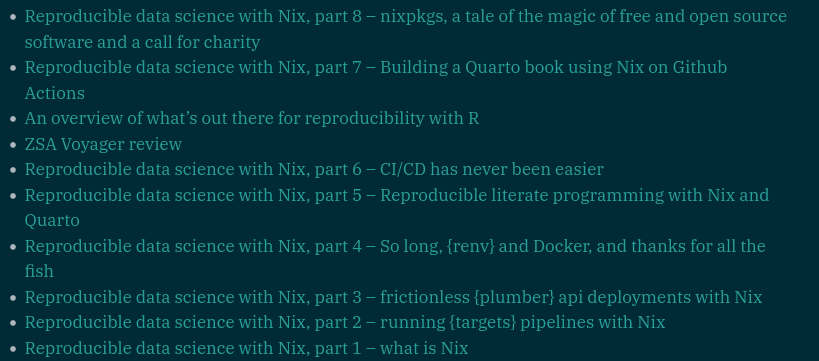 • Reproducible data science with Nix, part 8 – nixpkgs, a tale of the magic of free and open source
software and a call for charity
• Reproducible data science with Nix, part 7 – Building a Quarto book using Nix on Github
Actions
• An overview of what’s out there for reproducibility with R
• ZSA Voyager review
• Reproducible data science with Nix, part 6 – CI/CD has never been easier
• Reproducible data science with Nix, part 5 – Reproducible literate programming with Nix and
Quarto
• Reproducible data science with Nix, part 4 – So long, {renv} and Docker, and thanks for all the
fish
• Reproducible data science with Nix, part 3 – frictionless {plumber} api deployments with Nix
• Reproducible data science with Nix, part 2 – running {targets} pipelines with Nix
• Reproducible data science with Nix, part 1 – what is Nix